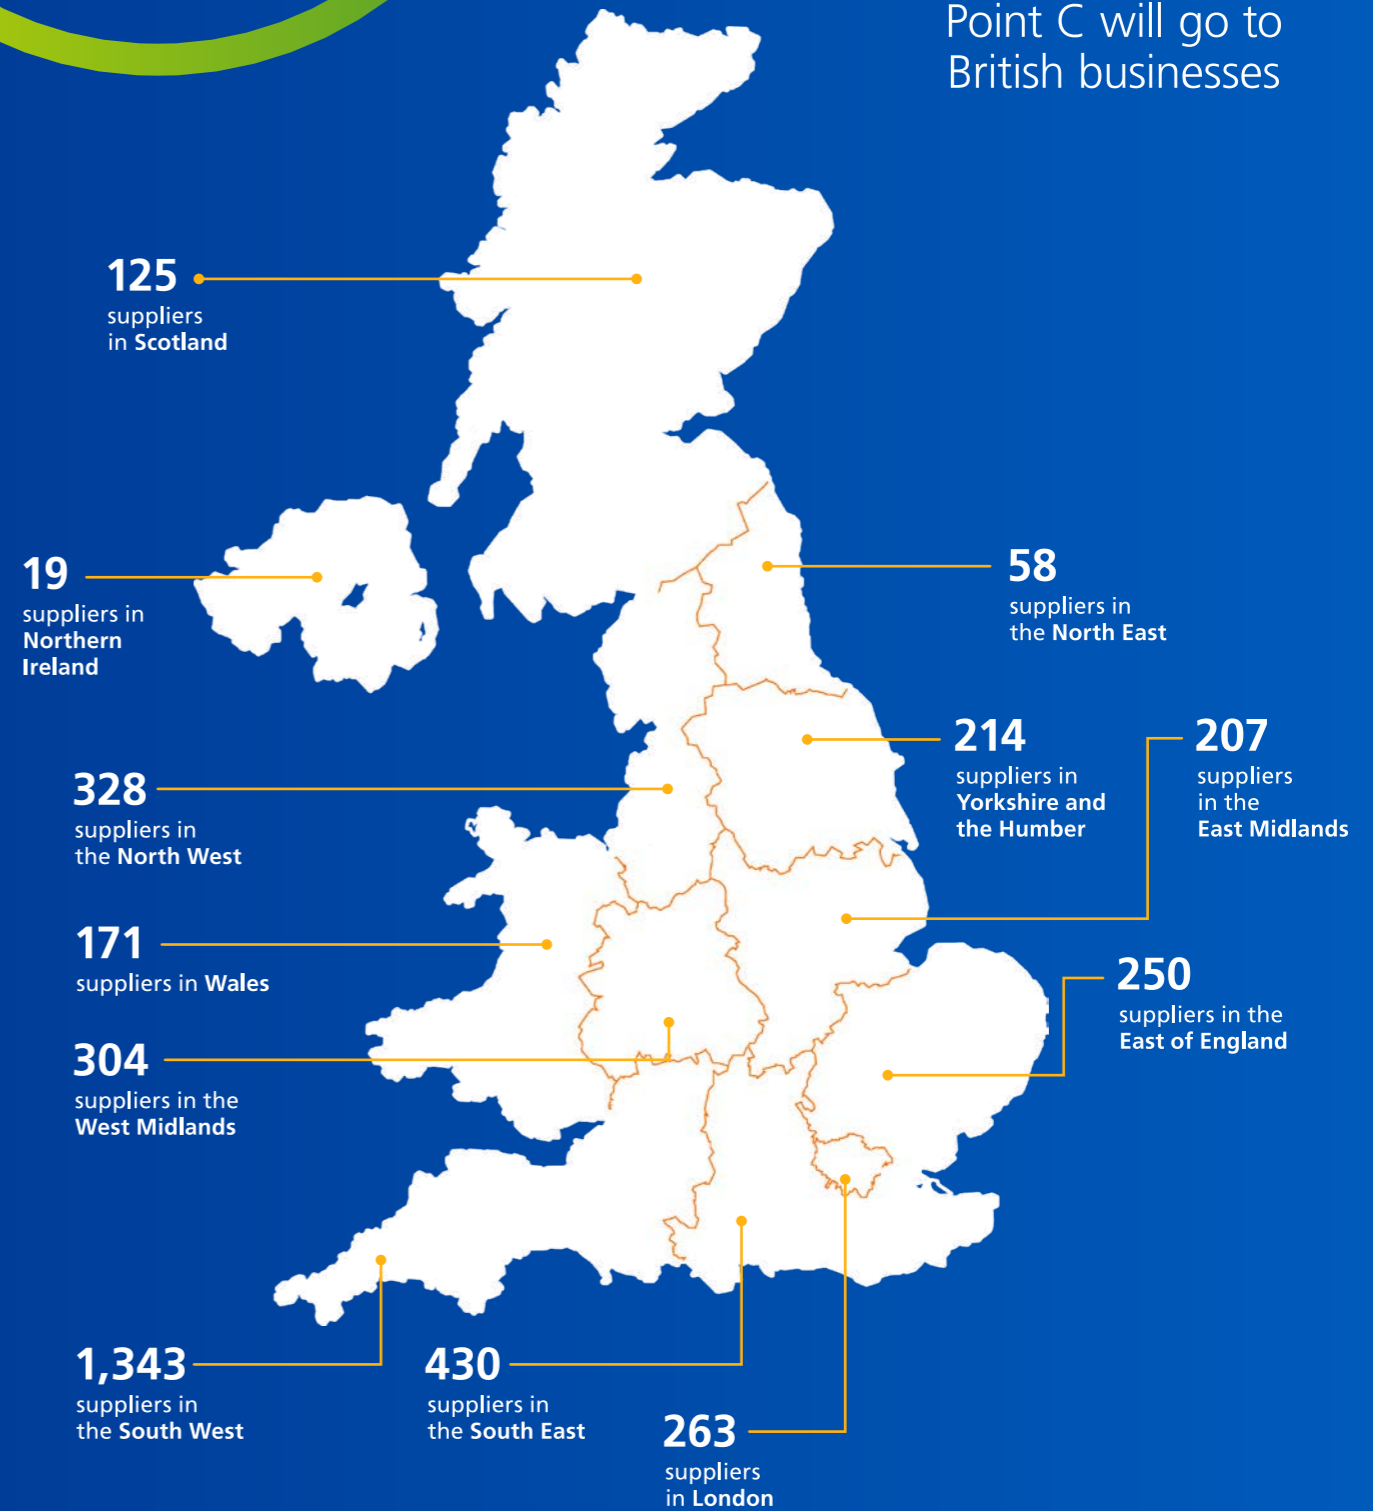 Point C will go to
British businesses
125
suppliers
in Scotland
19
suppliers in
Northern
Ireland
58
suppliers in
the North East
214
suppliers in
Yorkshire and
the Humber
207
suppliers
in the
East Midlands
328
suppliers in
the North West
171
suppliers in Wales
250
suppliers in the
East of England
304
suppliers in the
West Midlands
1,343
suppliers in
the South West
430
suppliers in
the South East
263
suppliers
in London